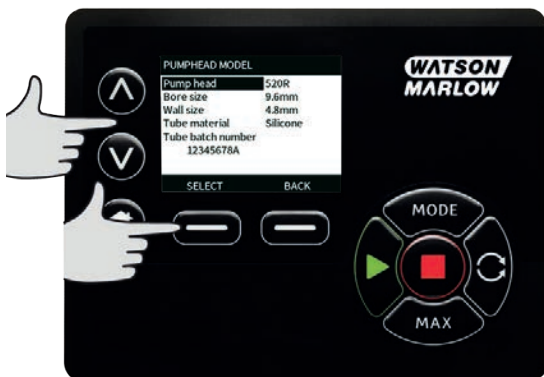 PUMPHEAD MODEL
Pump head 520R
Bore size 9.6mm
Wall size 4.8mm
Tube material Silicone
Tube batch number
12345678A
SELECT BACK
WATSON
MARLOW
MODE
MAX